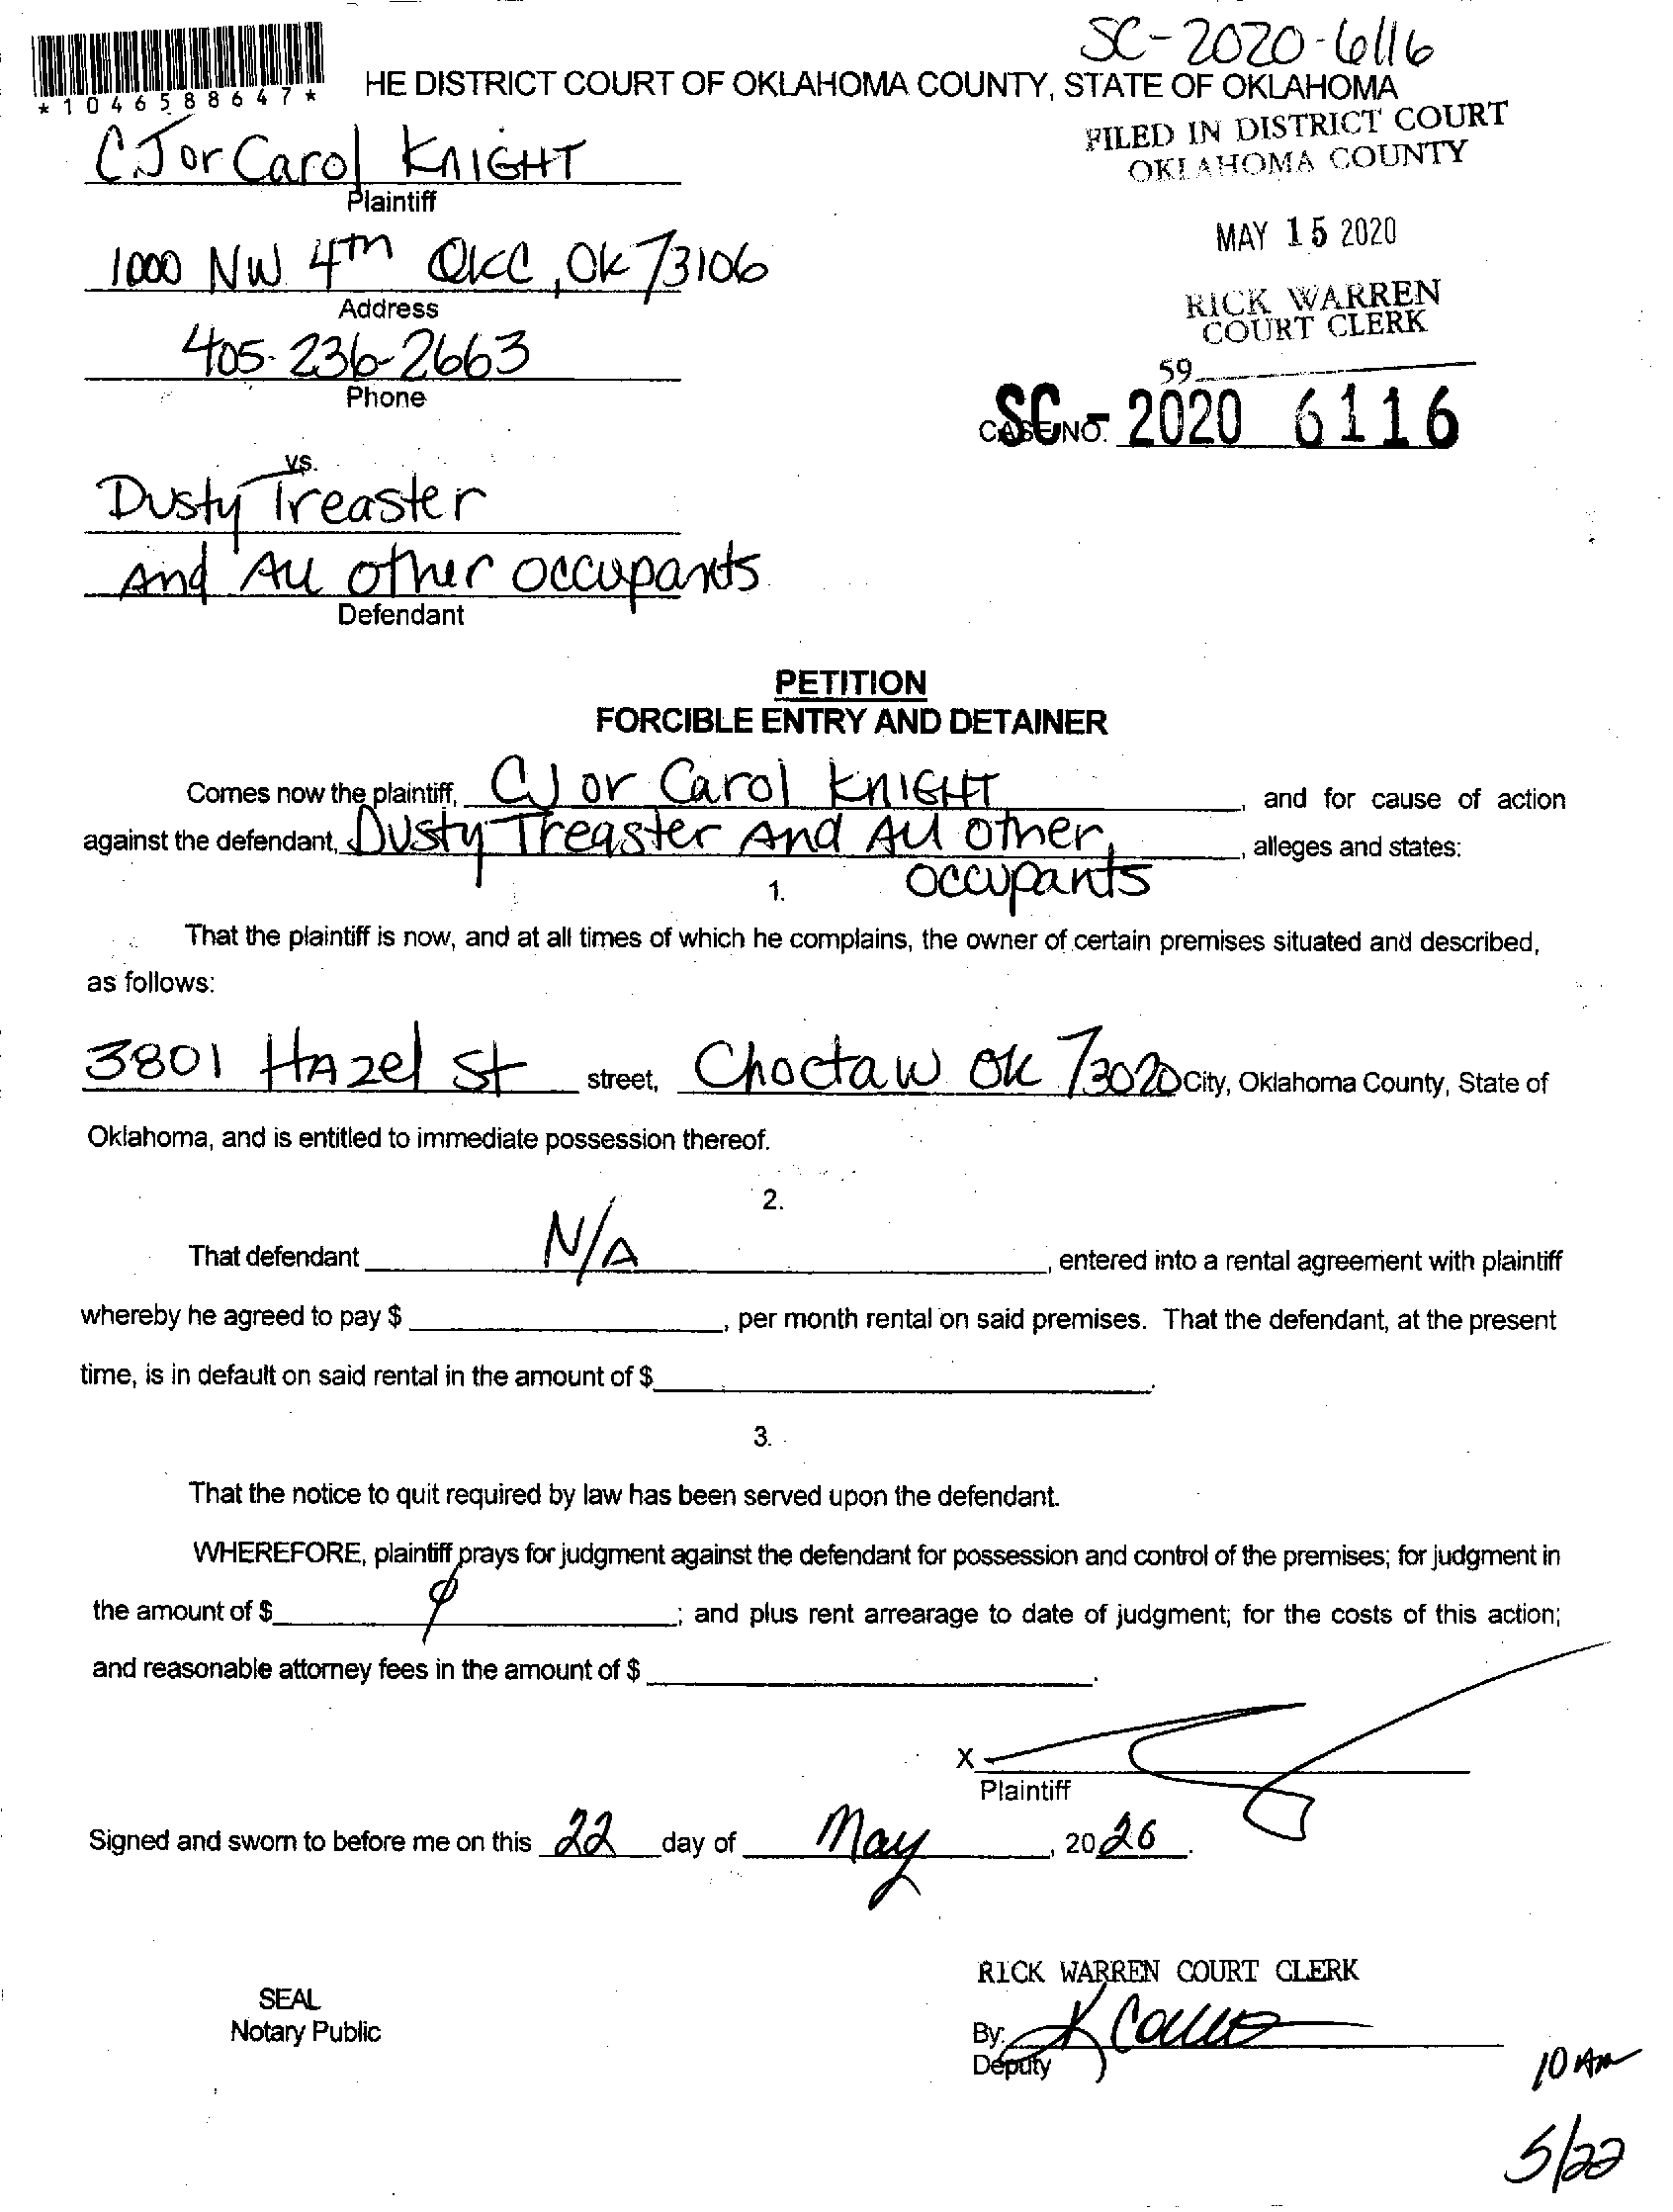 SC-2020-6116
*1046588647*
HE DISTRICT COURT OF OKLAHOMA COUNTY, STATE OF OKLAHOMA
FILED IN DISTRICT COURT
OKLAHOMA COUNTY
CJ or Carol KNIGHT
Plaintiff
MAY 15 2020
1000 NW 4TH OKC, OK 73106
Address
RICK WARREN
COURT CLERK
405-236-2663
Phone
59
CASE NO. SC-2020 6116
vs.
Dusty Treaster
And All other occupants
Defendant
PETITION
FORCIBLE ENTRY AND DETAINER
Comes now the plaintiff, CJ or Carol KNIGHT, and for cause of action
against the defendant, Dusty Treaster And All other, alleges and states:
occupants
1.
That the plaintiff is now, and at all times of which he complains, the owner of certain premises situated and described,
as follows:
3801 HAzel St street, Choctaw OK 73020 City, Oklahoma County, State of
Oklahoma, and is entitled to immediate possession thereof.
2.
That defendant N/A, entered into a rental agreement with plaintiff
whereby he agreed to pay $, per month rental on said premises. That the defendant, at the present
time, is in default on said rental in the amount of $.
3.
That the notice to quit required by law has been served upon the defendant.
WHEREFORE, plaintiff prays for judgment against the defendant for possession and control of the premises; for judgment in
the amount of $ ∅; and plus rent arrearage to date of judgment; for the costs of this action;
and reasonable attorney fees in the amount of $.
X
Plaintiff
Signed and sworn to before me on this 22 day of May, 2020.
RICK WARREN COURT CLERK
SEAL
Notary Public
By:
Deputy
10 AM
5/22